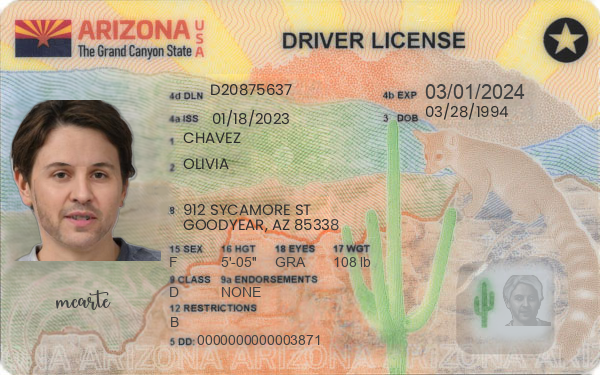 ARIZONA USA
The Grand Canyon State
DRIVER LICENSE
4d DLN D20875637
4b EXP 03/01/2024
4a ISS 01/18/2023
3 DOB 03/28/1994
1 CHAVEZ
2 OLIVIA
8 912 SYCAMORE ST
GOODYEAR, AZ 85338
15 SEX 16 HGT 18 EYES 17 WGT
F 5'-05" GRA 108 lb
9 CLASS 9a ENDORSEMENTS
D NONE
12 RESTRICTIONS
B
5 DD: 0000000000003871
mcarte
ARIZONA ARIZONA ARIZONA ARIZONA